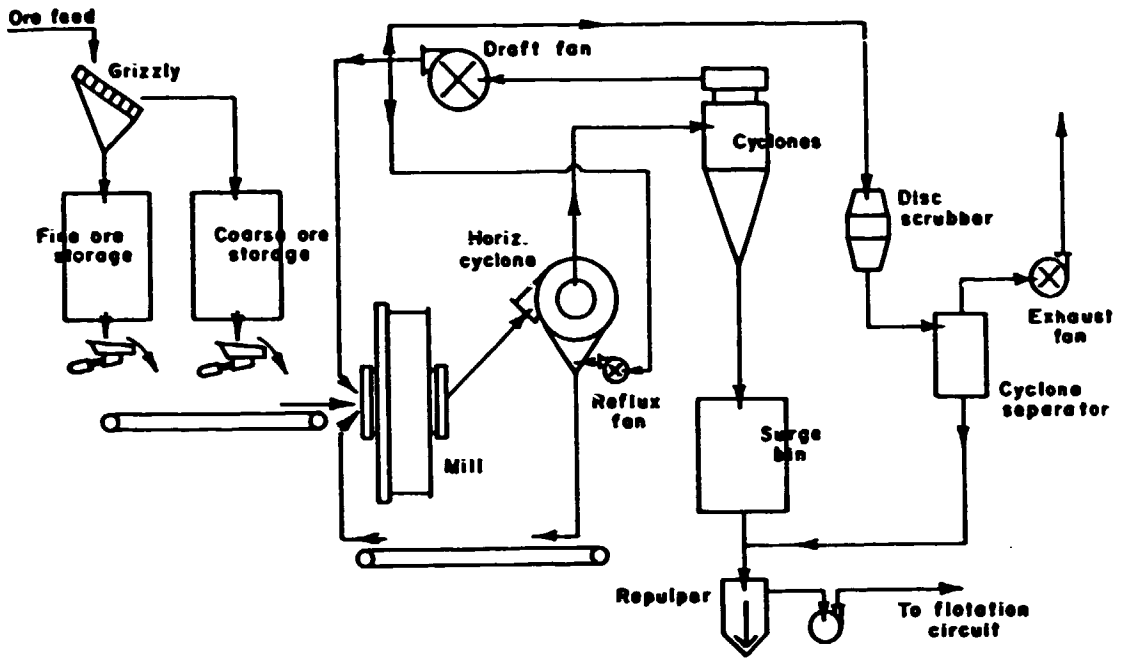 Ore feed
Grizzly
Draft fan
Cyclones
Disc
scrubber
Fine ore
storage
Coarse ore
storage
Horiz.
cyclone
Exhaust
fan
Reflux
fan
Cyclone
separator
Surge
bin
Mill
Repulper
To flotation
circuit